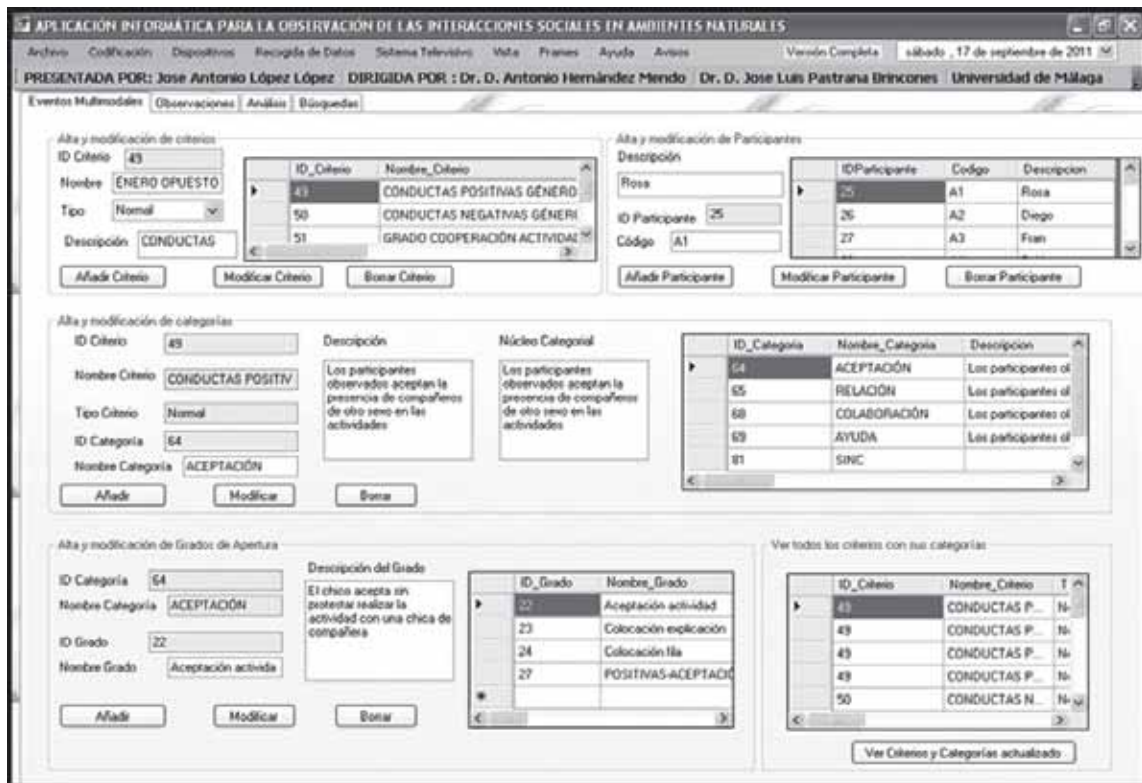 APLICACIÓN INFORMÁTICA PARA LA OBSERVACIÓN DE LAS INTERACCIONES SOCIALES EN AMBIENTES NATURALES
Archivo Codificación Dispositivos Recogida de Datos Sistema Televisivo Vista Frames Ayuda Avisos Versión Completa sábado , 17 de septiembre de 2011
PRESENTADA POR: Jose Antonio López López DIRIGIDA POR : Dr. D. Antonio Hernández Mendo Dr. D. Jose Luis Pastrana Brincones Universidad de Málaga
Eventos Multimodales Observaciones Análisis Búsquedas
Alta y modificación de criterios
ID Criterio 49
Nombre ENERO OPUESTO
Tipo Normal
Descripción CONDUCTAS
ID_Criterio Nombre_Criterio
49 CONDUCTAS POSITIVAS GÉNERO
50 CONDUCTAS NEGATIVAS GÉNERI
51 GRADO COOPERACIÓN ACTIVIDAD
Añadir Criterio Modificar Criterio Borrar Criterio
Alta y modificación de Participantes
Descripción
Rosa
ID Participante 25
Código A1
IDParticipante Codigo Descripcion
25 A1 Rosa
26 A2 Diego
27 A3 Fran
Añadir Participante Modificar Participante Borrar Participante
Alta y modificación de categorías
ID Criterio 49
Nombre Criterio CONDUCTAS POSITIV
Tipo Criterio Normal
ID Categoría 64
Nombre Categoría ACEPTACIÓN
Añadir Modificar Borrar
Descripción
Los participantes
observados aceptan la
presencia de compañeros
de otro sexo en las
actividades
Núcleo Categorial
Los participantes
observados aceptan la
presencia de compañeros
de otro sexo en las
actividades
ID_Categoria Nombre_Categoria Descripcion
64 ACEPTACIÓN Los participantes ol
65 RELACIÓN Los participantes ol
68 COLABORACIÓN Los participantes ol
69 AYUDA Los participantes ol
81 SINC
Alta y modificación de Grados de Apertura
ID Categoría 64
Nombre Categoría ACEPTACIÓN
ID Grado 22
Nombre Grado Aceptación activida
Añadir Modificar Borrar
Descripción del Grado
El chico acepta sin
protestar realizar la
actividad con una chica de
compañera
ID_Grado Nombre_Grado
22 Aceptación actividad
23 Colocación explicación
24 Colocación fila
27 POSITIVAS-ACEPTACIÓ
Ver todos los criterios con sus categorías
ID_Criterio Nombre_Criterio T
49 CONDUCTAS P... N
49 CONDUCTAS P... N
49 CONDUCTAS P... N
49 CONDUCTAS P... N
50 CONDUCTAS N... N
Ver Criterios y Categorías actualizado